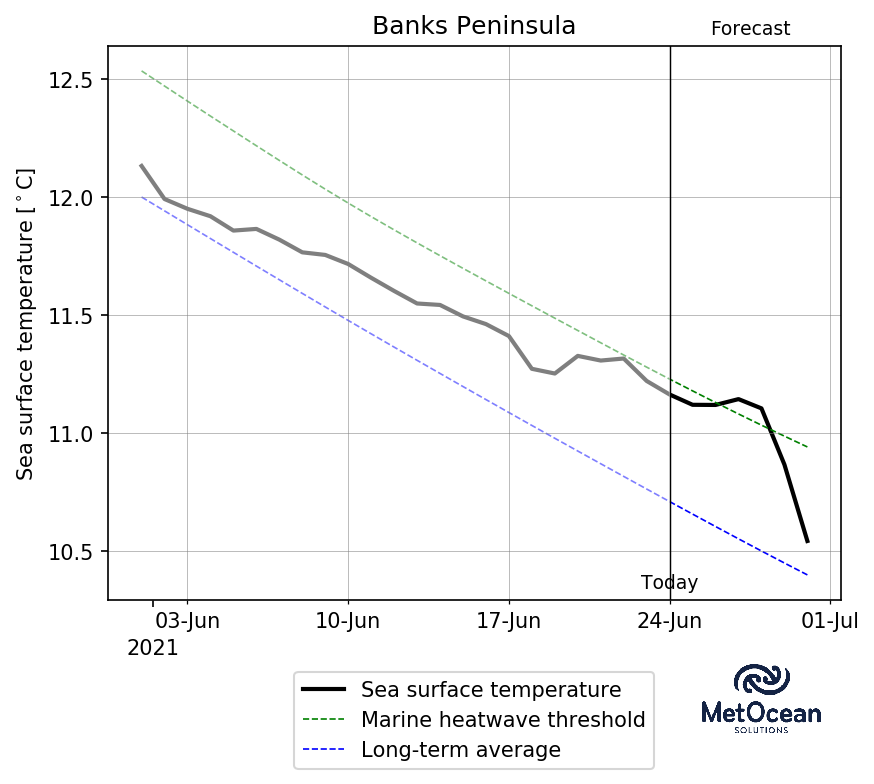 Banks Peninsula
Forecast
Sea surface temperature [°C]
12.5
12.0
11.5
11.0
10.5
Today
03-Jun
10-Jun
17-Jun
24-Jun
01-Jul
2021
Sea surface temperature
Marine heatwave threshold
Long-term average
MetOcean
SOLUTIONS